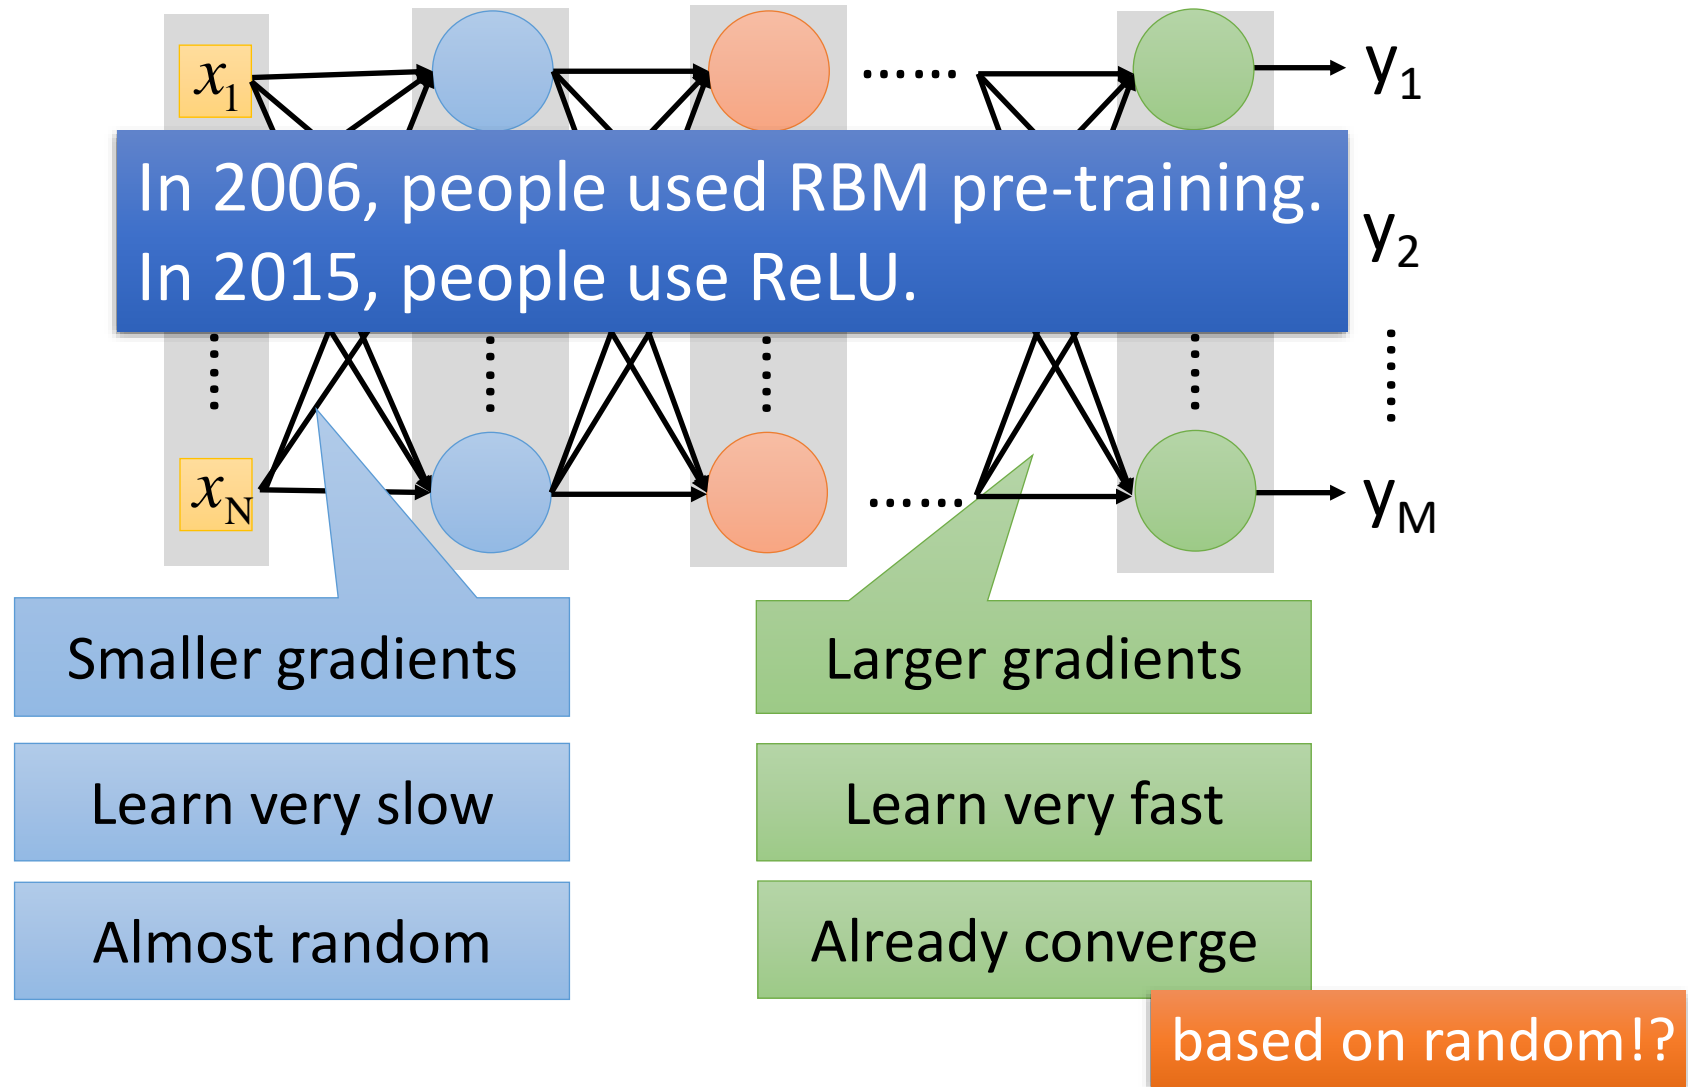 x1
y1
In 2006, people used RBM pre-training.
In 2015, people use ReLU.
y2
xN
yM
Smaller gradients
Larger gradients
Learn very slow
Learn very fast
Almost random
Already converge
based on random!?